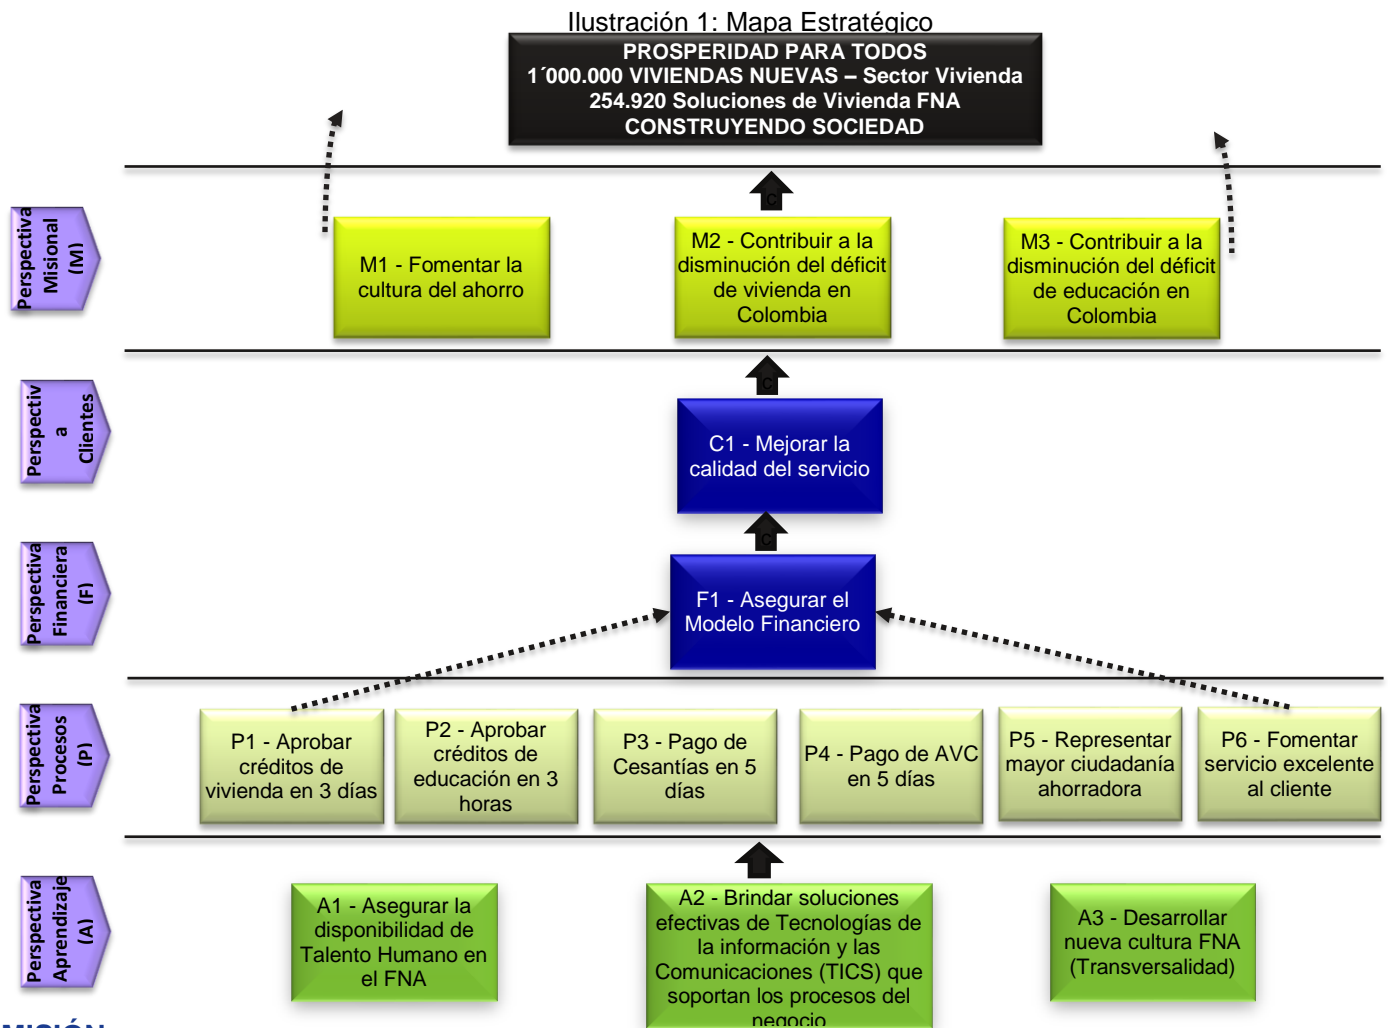 Ilustración 1: Mapa Estratégico
PROSPERIDAD PARA TODOS
1´000.000 VIVIENDAS NUEVAS – Sector Vivienda
254.920 Soluciones de Vivienda FNA
CONSTRUYENDO SOCIEDAD
C
Perspectiva
Misional
(M)
M1 - Fomentar la
cultura del ahorro
M2 - Contribuir a la
disminución del déficit
de vivienda en
Colombia
M3 - Contribuir a la
disminución del déficit
de educación en
Colombia
C
Perspectiv
a
Clientes
C1 - Mejorar la
calidad del servicio
C
Perspectiva
Financiera
(F)
F1 - Asegurar el
Modelo Financiero
Perspectiva
Procesos
(P)
P1 - Aprobar
créditos de
vivienda en 3 días
P2 - Aprobar
créditos de
educación en 3
horas
P3 - Pago de
Cesantías en 5
días
P4 - Pago de AVC
en 5 días
P5 - Representar
mayor ciudadanía
ahorradora
P6 - Fomentar
servicio excelente
al cliente
Perspectiva
Aprendizaje
(A)
A1 - Asegurar la
disponibilidad de
Talento Humano en
el FNA
A2 - Brindar soluciones
efectivas de Tecnologías de
la información y las
Comunicaciones (TICS) que
soportan los procesos del
negocio
A3 - Desarrollar
nueva cultura FNA
(Transversalidad)
MISIÓN